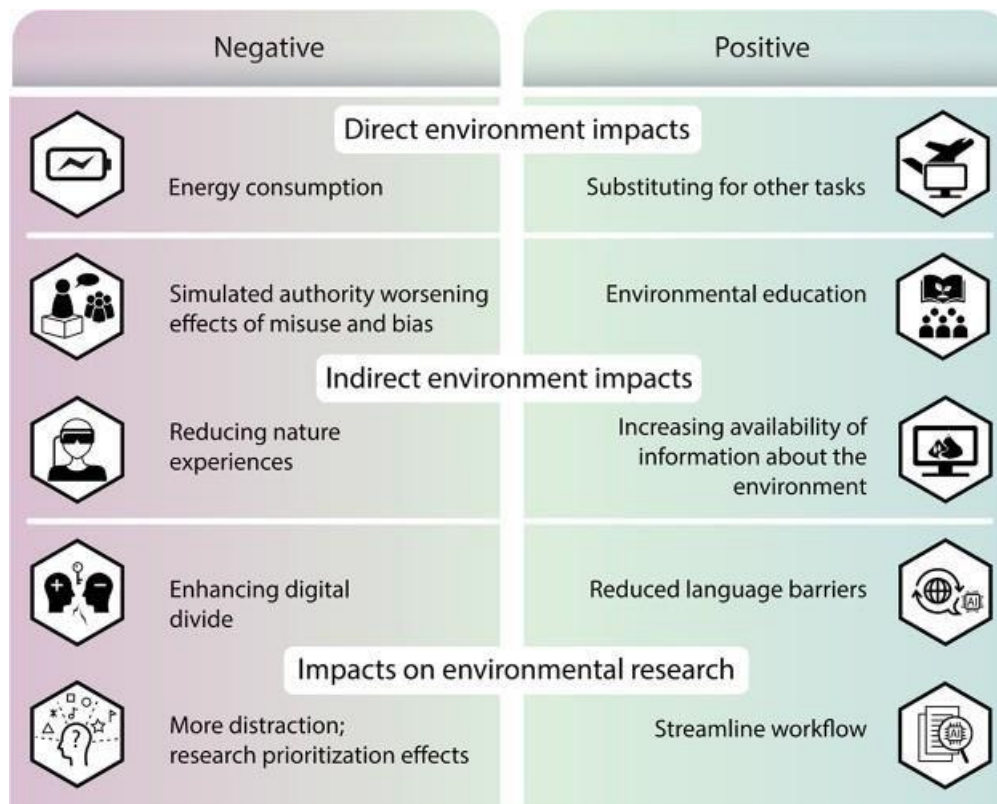 Negative
Positive
Direct environment impacts
Energy consumption
Substituting for other tasks
Simulated authority worsening
effects of misuse and bias
Environmental education
Indirect environment impacts
Reducing nature
experiences
Increasing availability of
information about the
environment
Enhancing digital
divide
Reduced language barriers
AI
Impacts on environmental research
More distraction;
research prioritization effects
Streamline workflow
AI